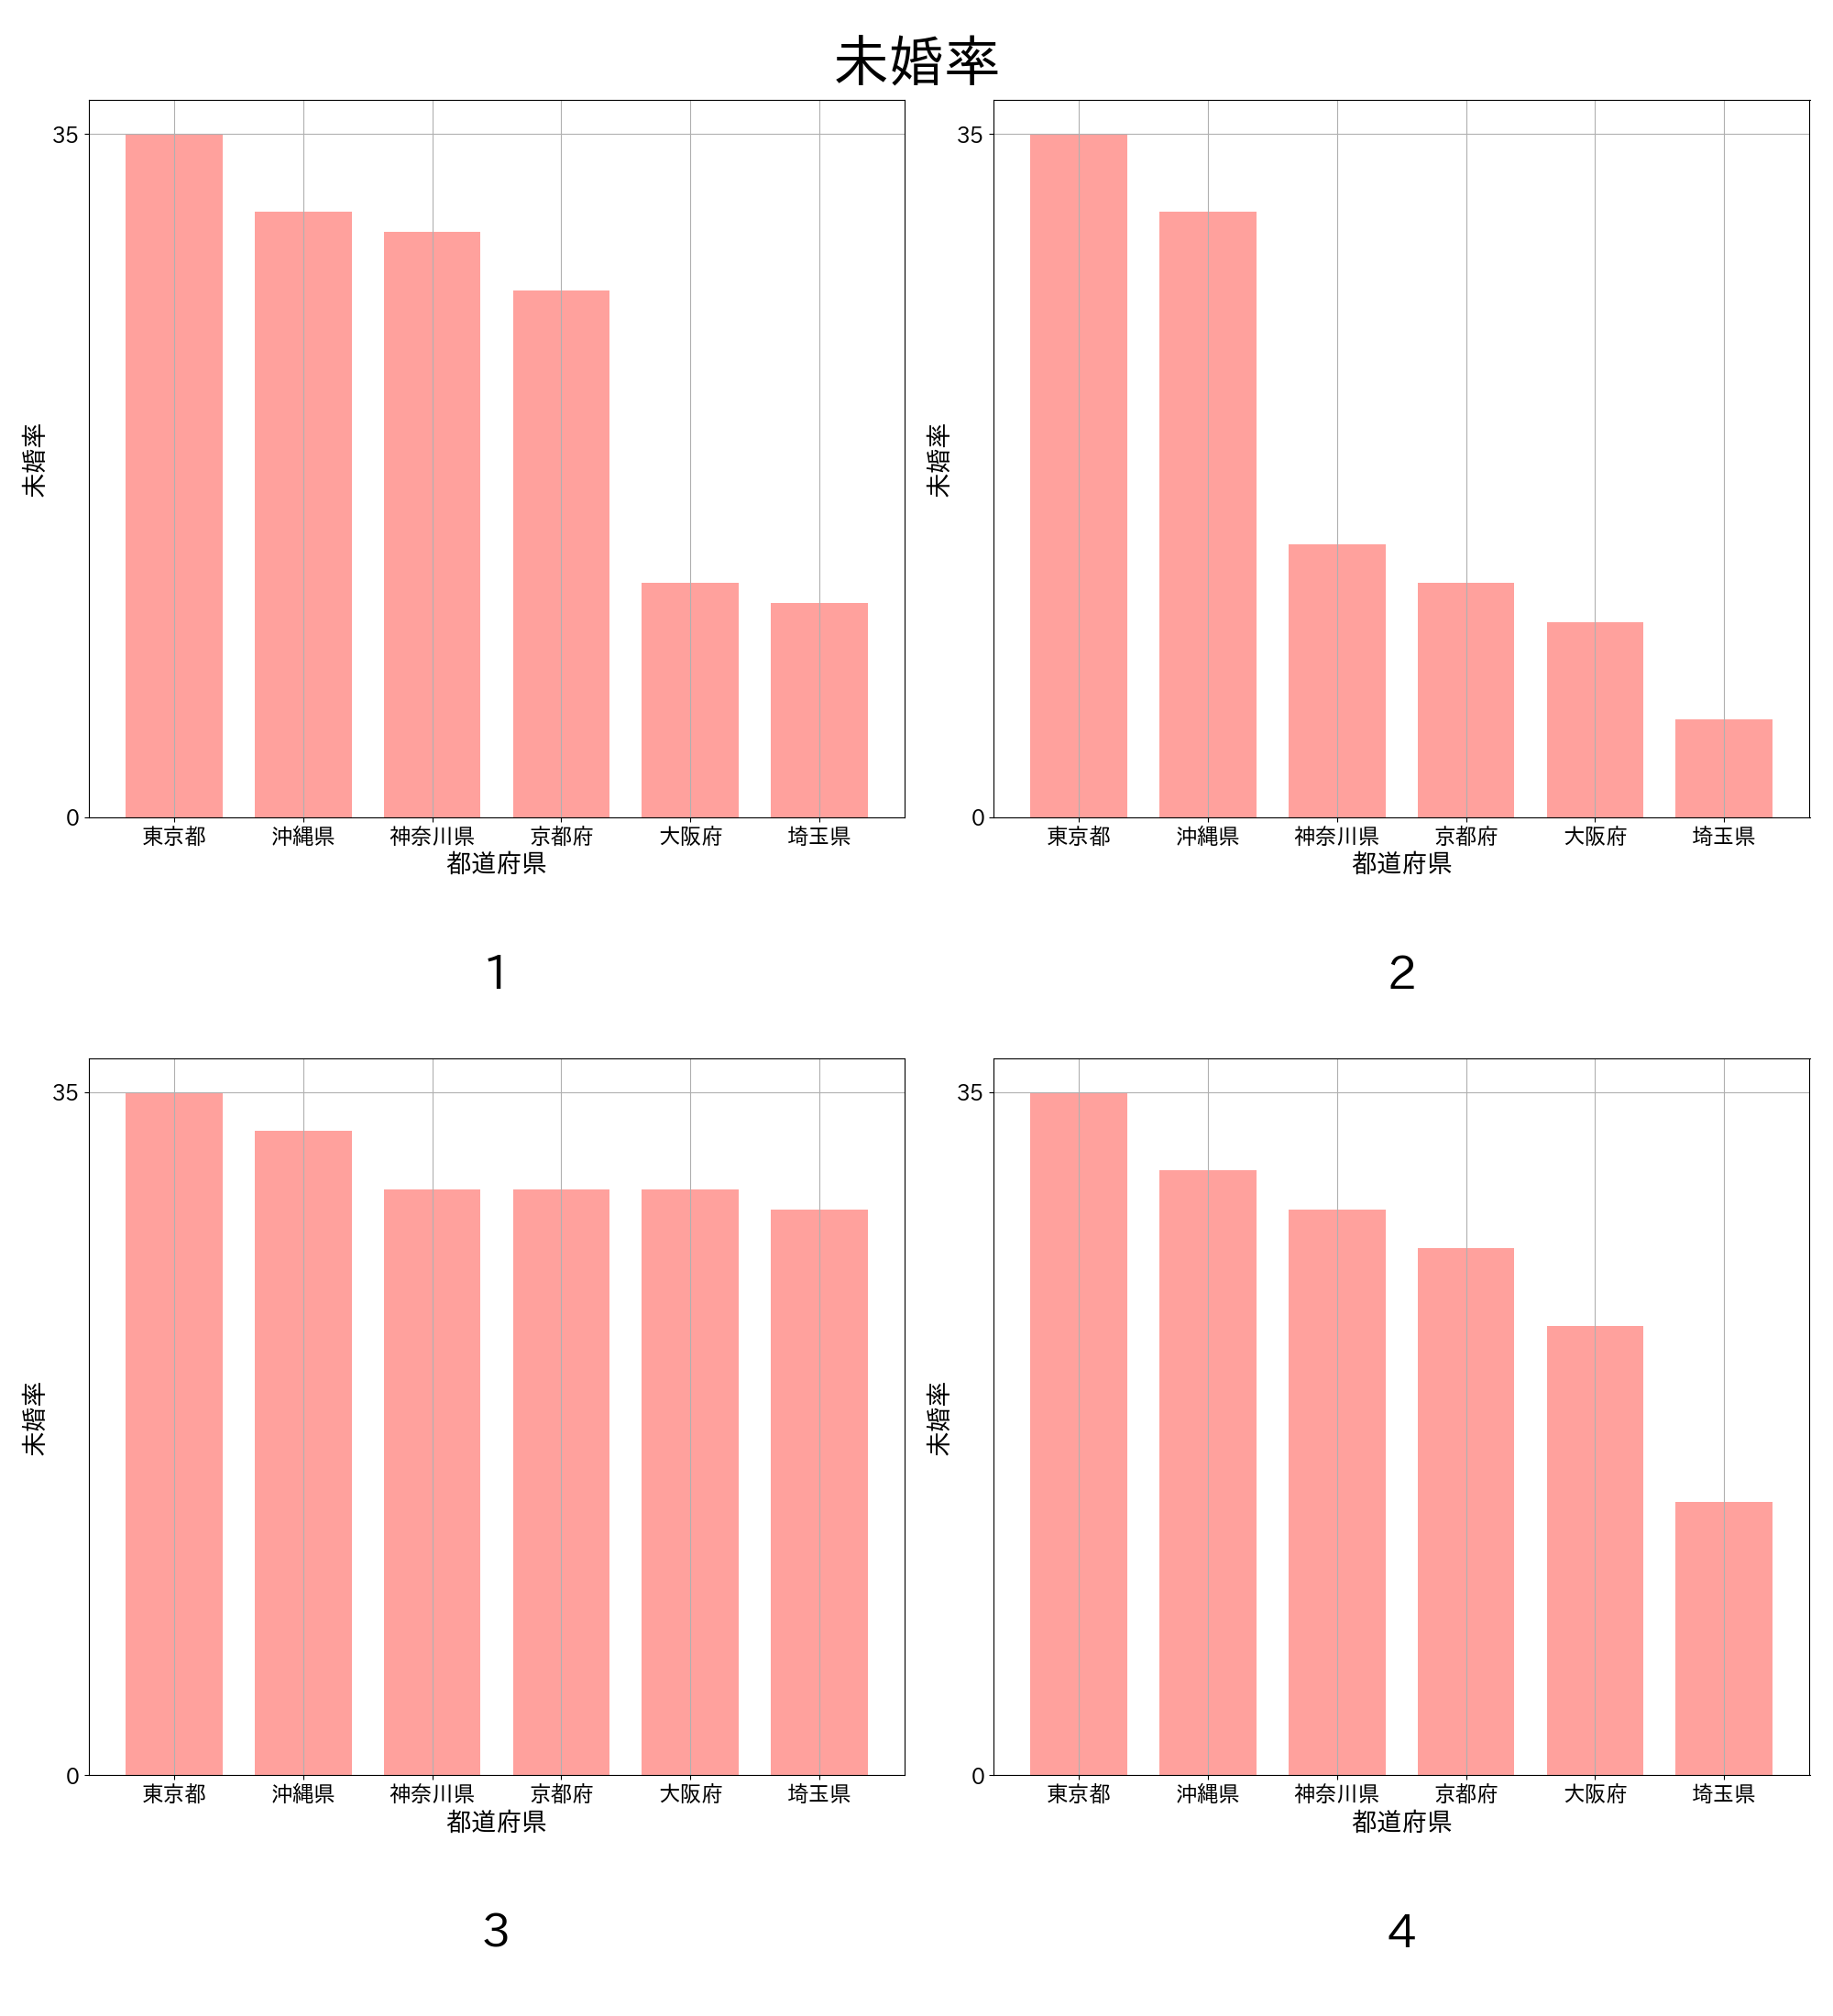 未婚率
35
0
未婚率
東京都 沖縄県 神奈川県 京都府 大阪府 埼玉県
都道府県
1
35
0
未婚率
東京都 沖縄県 神奈川県 京都府 大阪府 埼玉県
都道府県
2
35
0
未婚率
東京都 沖縄県 神奈川県 京都府 大阪府 埼玉県
都道府県
3
35
0
未婚率
東京都 沖縄県 神奈川県 京都府 大阪府 埼玉県
都道府県
4